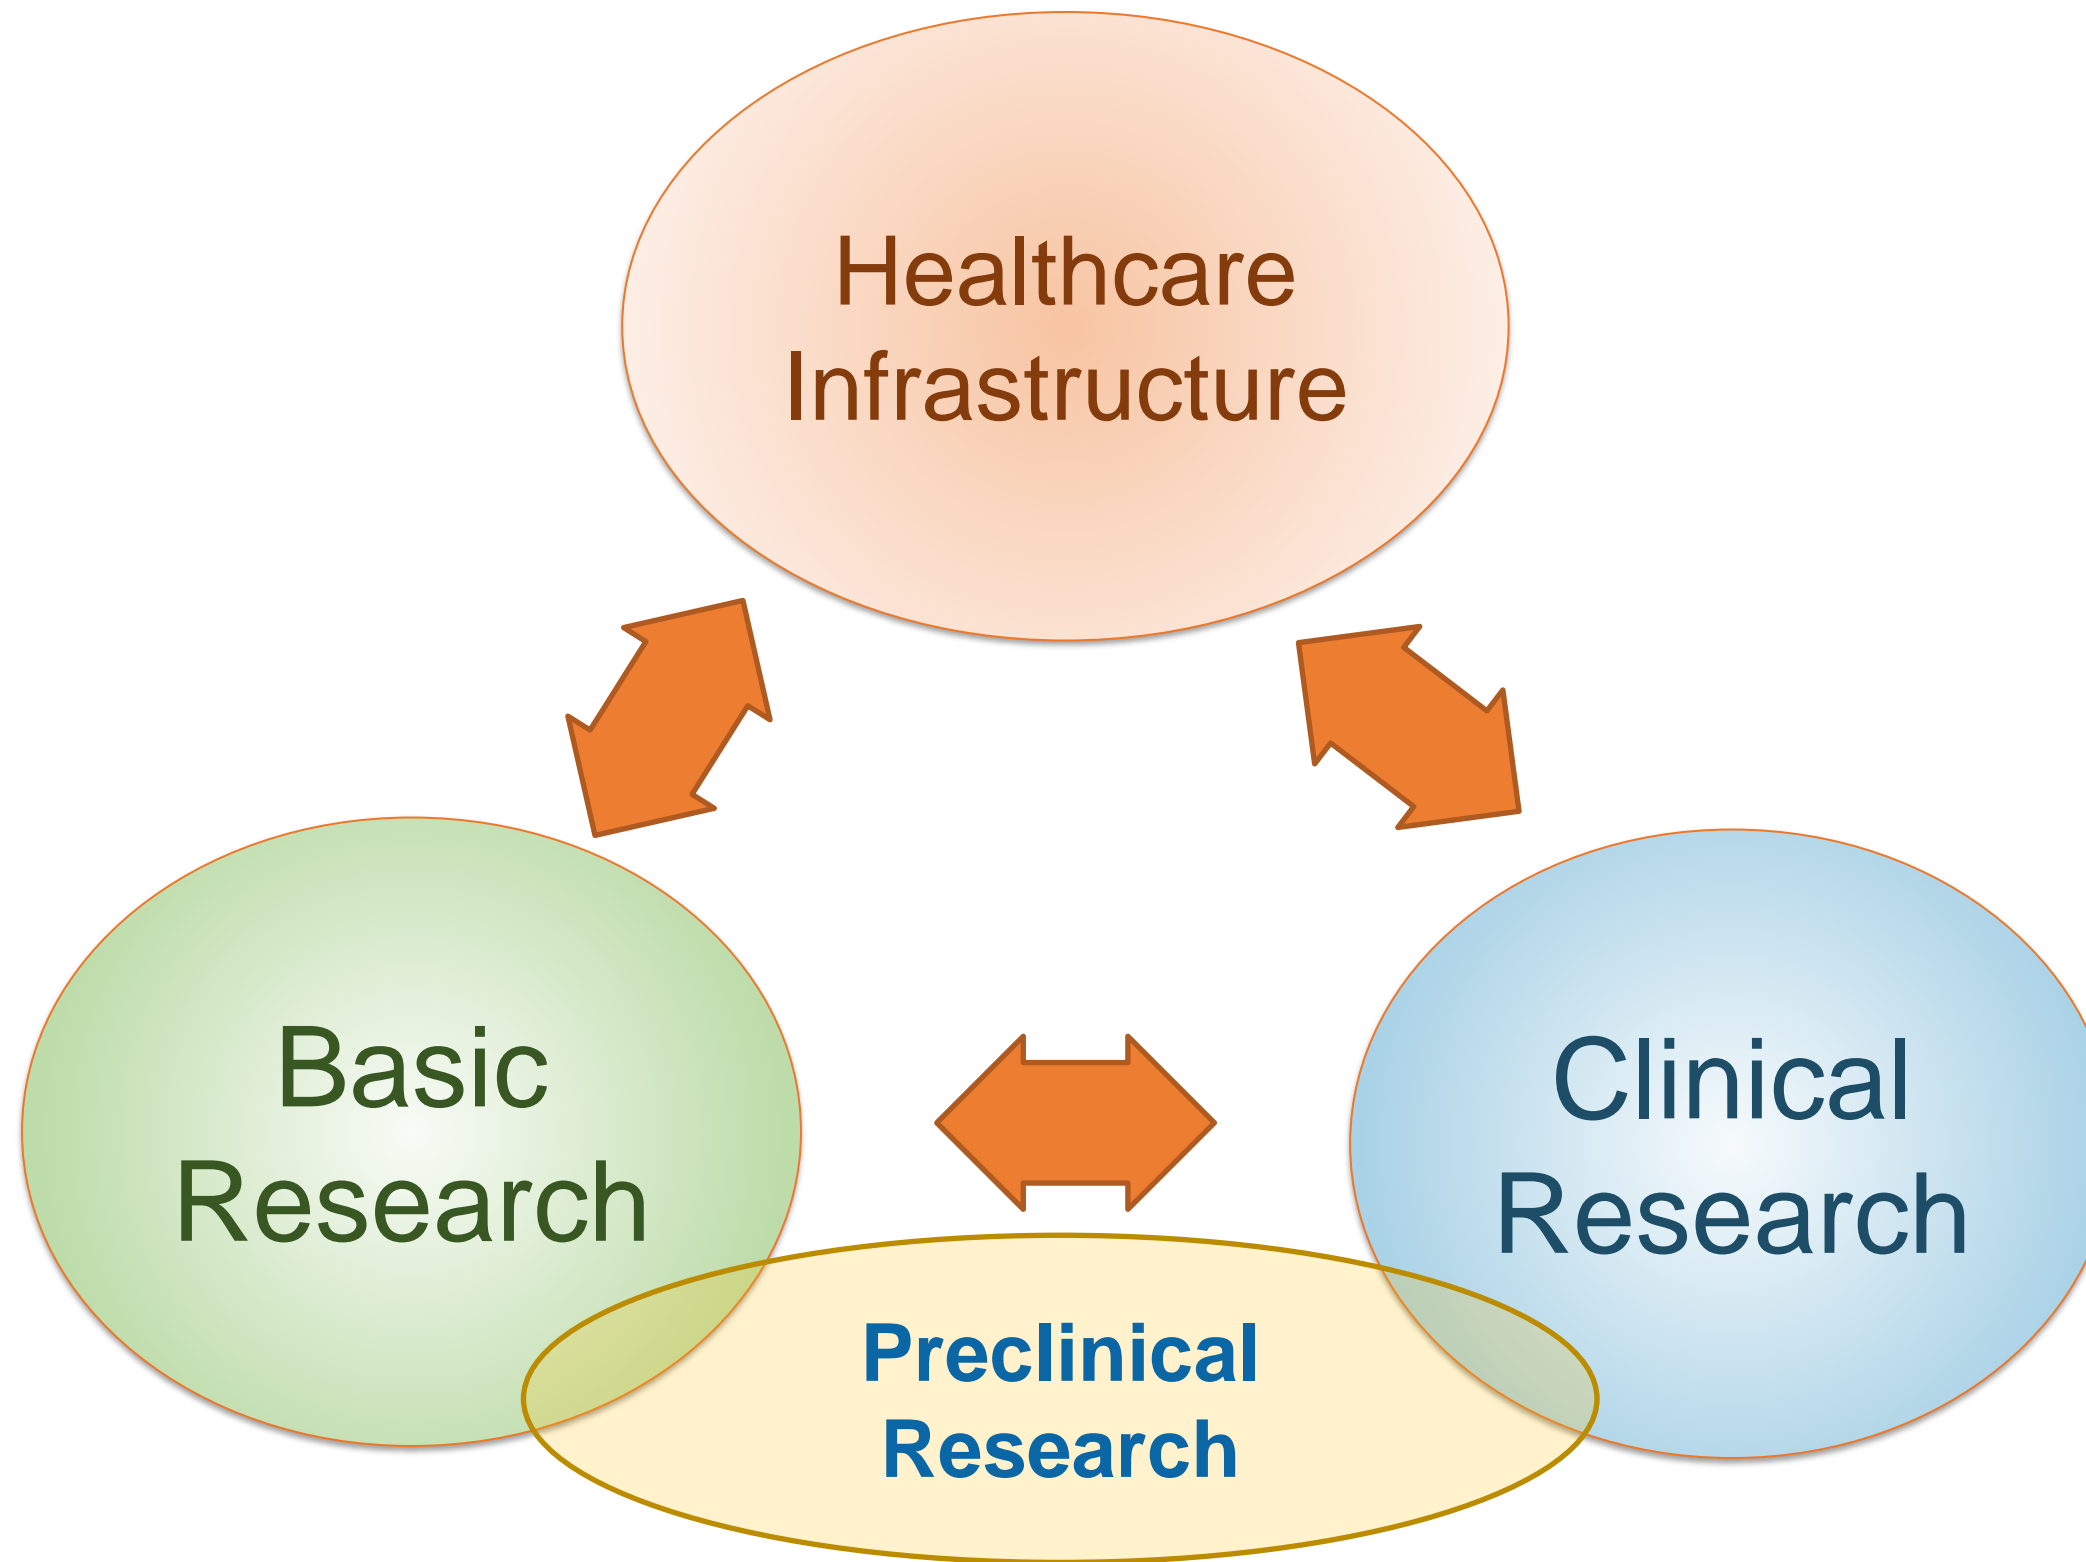 Healthcare
Infrastructure
Basic
Research
Clinical
Research
Preclinical
Research